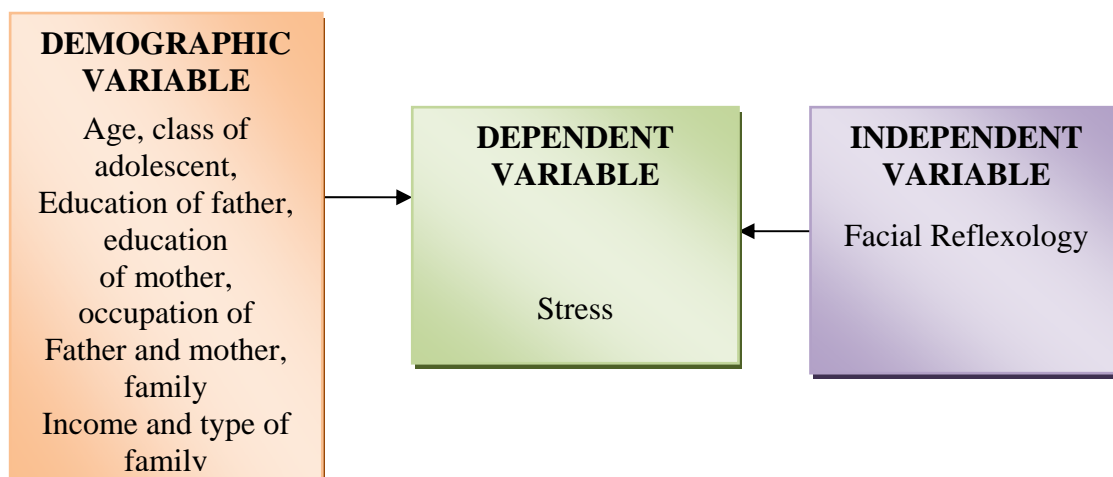 DEMOGRAPHIC
VARIABLE
Age, class of
adolescent,
Education of father,
education
of mother,
occupation of
Father and mother,
family
Income and type of
family
DEPENDENT
VARIABLE
Stress
INDEPENDENT
VARIABLE
Facial Reflexology